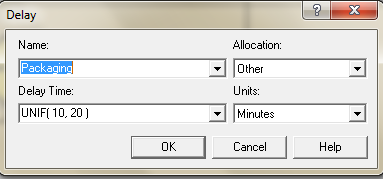 Delay
Name:
Allocation:
Packaging
Other
Delay Time:
Units:
UNIF( 10, 20 )
Minutes
OK
Cancel
Help